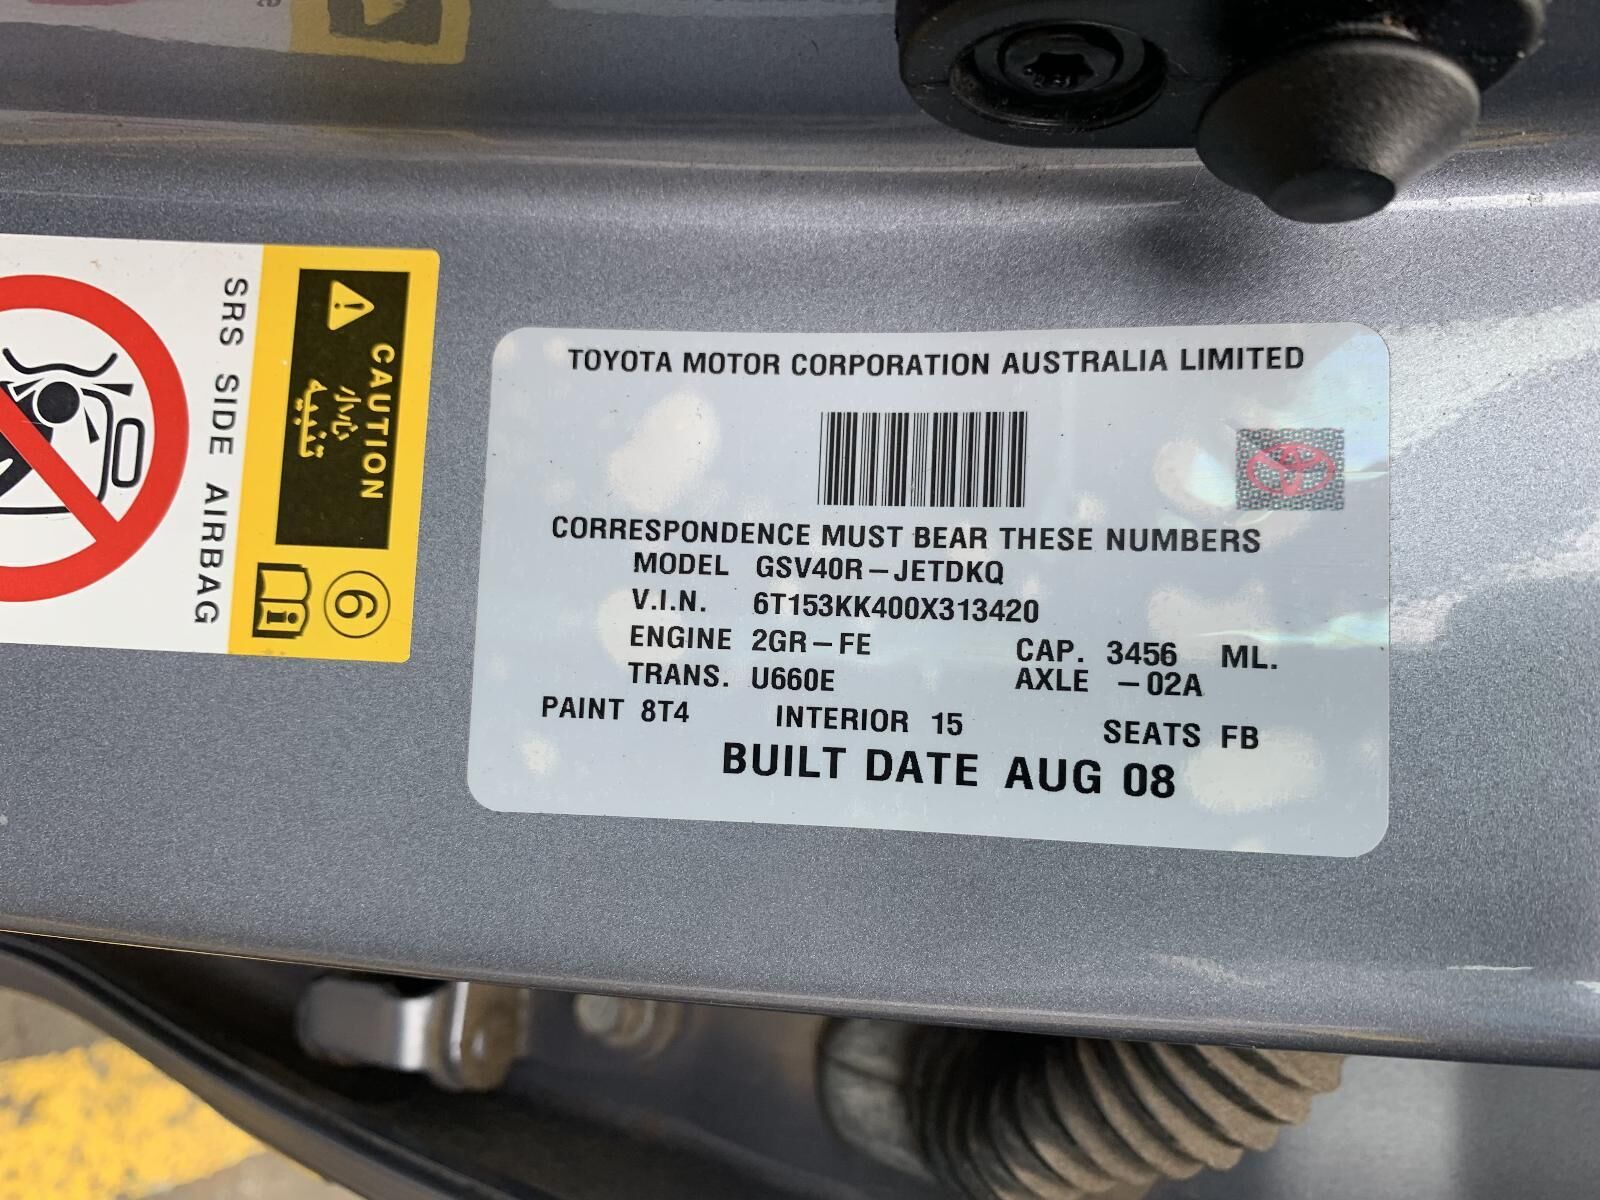 TOYOTA MOTOR CORPORATION AUSTRALIA LIMITED
CORRESPONDENCE MUST BEAR THESE NUMBERS
MODEL GSV40R-JETDKQ
V.I.N. 6T153KK400X313420
ENGINE 2GR-FE CAP. 3456 ML.
TRANS. U660E AXLE -02A
PAINT 8T4 INTERIOR 15 SEATS FB
BUILT DATE AUG 08
CAUTION
تنبيه
6
SRS SIDE AIRBAG